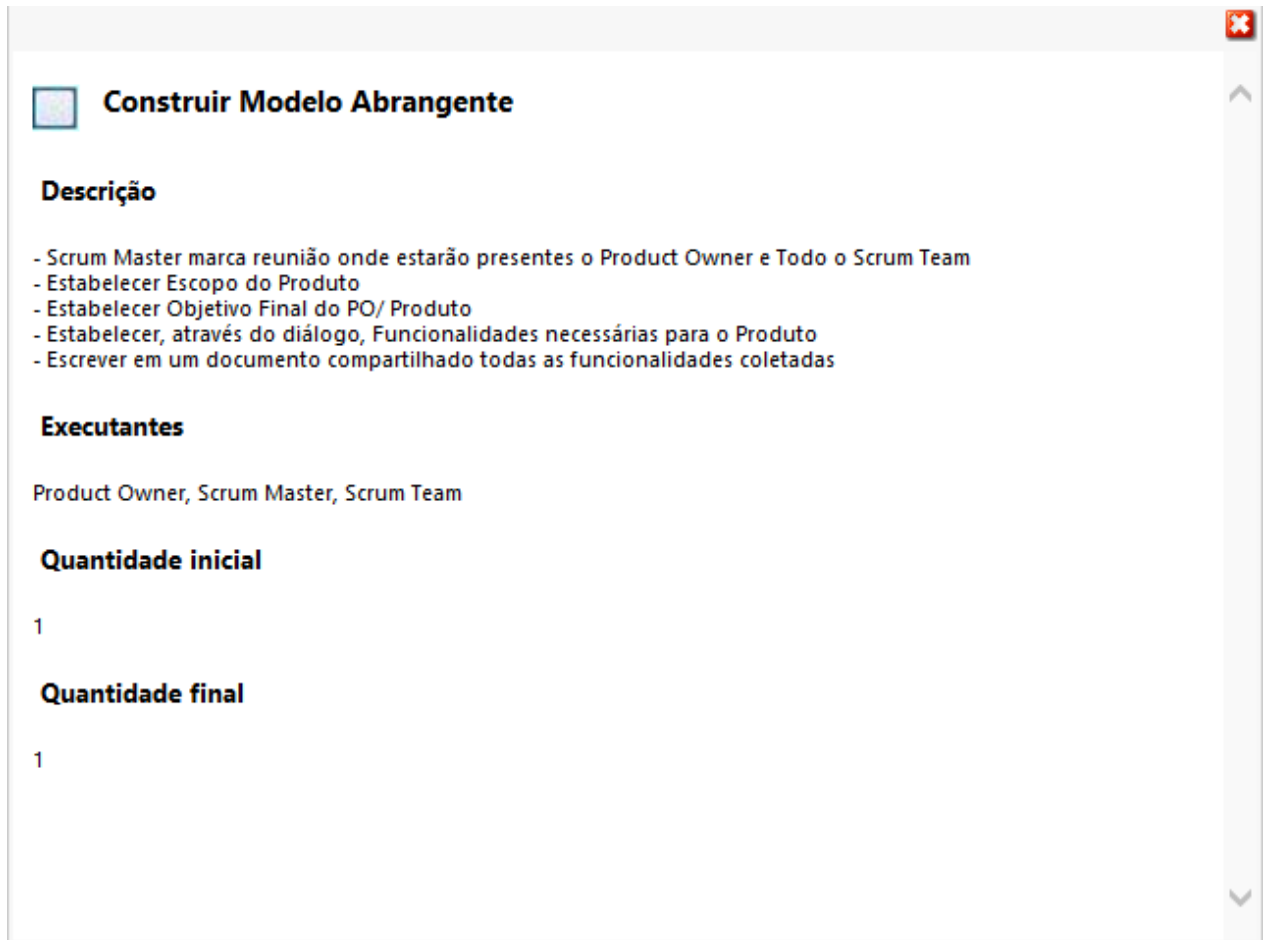 Construir Modelo Abrangente
Descrição
- Scrum Master marca reunião onde estarão presentes o Product Owner e Todo o Scrum Team
- Estabelecer Escopo do Produto
- Estabelecer Objetivo Final do PO/ Produto
- Estabelecer, através do diálogo, Funcionalidades necessárias para o Produto
- Escrever em um documento compartilhado todas as funcionalidades coletadas
Executantes
Product Owner, Scrum Master, Scrum Team
Quantidade inicial
1
Quantidade final
1